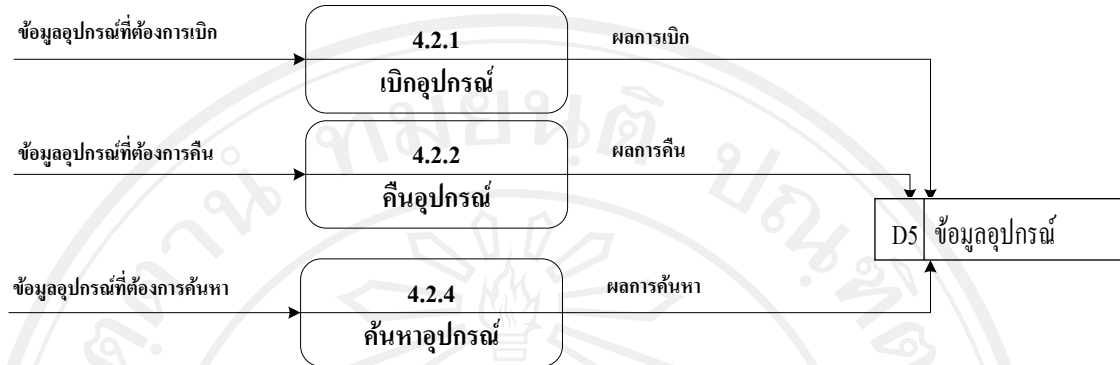 ข้อมูลอุปกรณ์ที่ต้องการเบิก
4.2.1
เบิกอุปกรณ์
ผลการเบิก
ข้อมูลอุปกรณ์ที่ต้องการคืน
4.2.2
คืนอุปกรณ์
ผลการคืน
D5 ข้อมูลอุปกรณ์
ข้อมูลอุปกรณ์ที่ต้องการค้นหา
4.2.4
ค้นหาอุปกรณ์
ผลการค้นหา